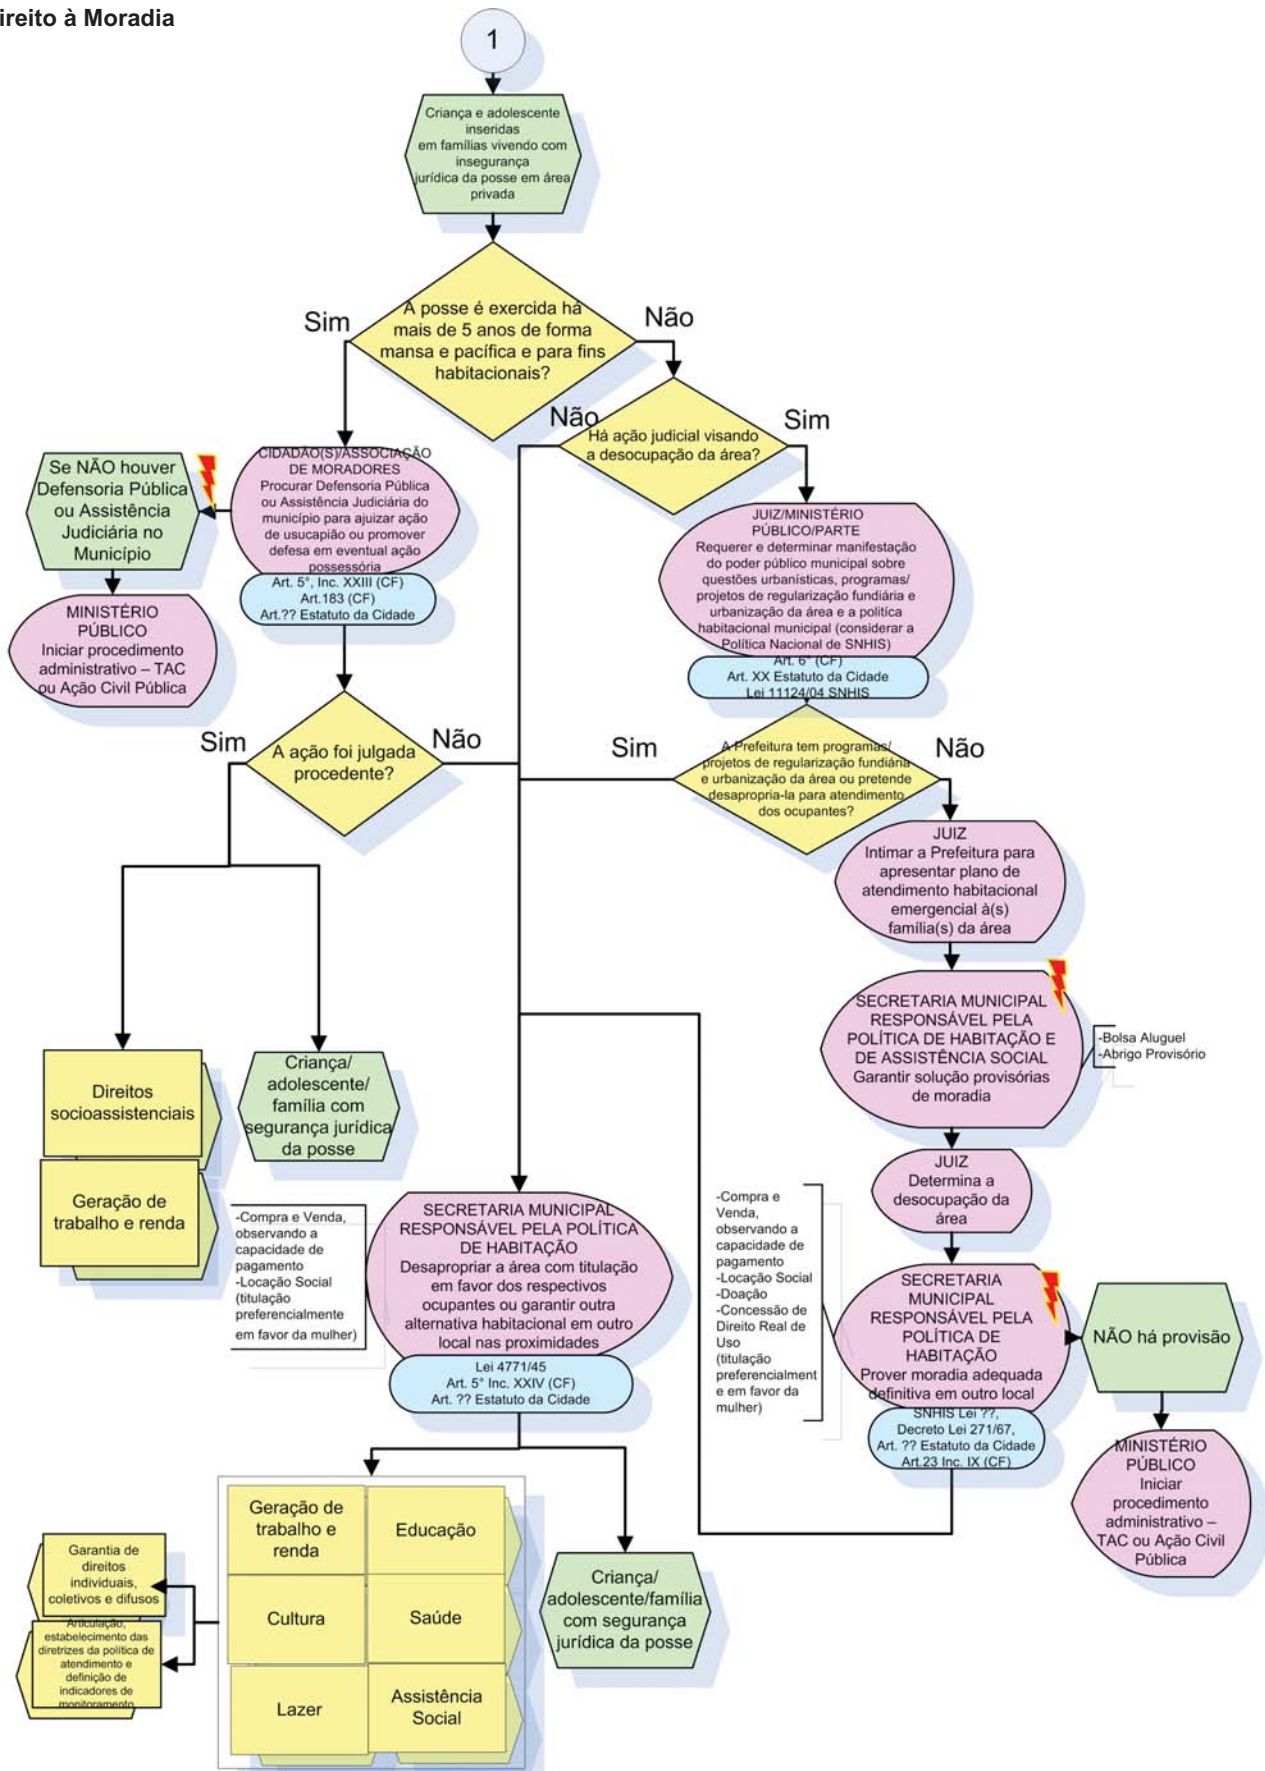 ireito à Moradia
1
Criança e adolescente
inseridas
em famílias vivendo com
insegurança
jurídica da posse em área
privada
A posse é exercida há
mais de 5 anos de forma
mansa e pacífica e para fins
habitacionais?
Sim
Não
Há ação judicial visando
a desocupação da área?
Não
Sim
CIDADÃO(S)/ASSOCIAÇÃO
DE MORADORES
Procurar Defensoria Pública
ou Assistência Judiciária do
município para ajuizar ação
de usucapião ou promover
defesa em eventual ação
possessória
Art. 5°, Inc. XXIII (CF)
Art.183 (CF)
Art.?? Estatuto da Cidade
Se NÃO houver
Defensoria Pública
ou Assistência
Judiciária no
Município
MINISTÉRIO
PÚBLICO
Iniciar procedimento
administrativo – TAC
ou Ação Civil Pública
JUIZ/MINISTÉRIO
PÚBLICO/PARTE
Requerer e determinar manifestação
do poder público municipal sobre
questões urbanísticas, programas/
projetos de regularização fundiária e
urbanização da área e a política
habitacional municipal (considerar a
Política Nacional de SNHIS)
Art. 6° (CF)
Art. XX Estatuto da Cidade
Lei 11124/04 SNHIS
A ação foi julgada
procedente?
Sim
Não
A Prefeitura tem programas/
projetos de regularização fundiária
e urbanização da área ou pretende
desapropria-la para atendimento
dos ocupantes?
Sim
Não
JUIZ
Intimar a Prefeitura para
apresentar plano de
atendimento habitacional
emergencial à(s)
família(s) da área
SECRETARIA MUNICIPAL
RESPONSÁVEL PELA
POLÍTICA DE HABITAÇÃO E
DE ASSISTÊNCIA SOCIAL
Garantir solução provisórias
de moradia
-Bolsa Aluguel
-Abrigo Provisório
JUIZ
Determina a
desocupação da
área
Direitos
socioassistenciais
Geração de
trabalho e renda
Criança/
adolescente/
família com
segurança jurídica
da posse
-Compra e Venda,
observando a
capacidade de
pagamento
-Locação Social
(titulação
preferencialmente
em favor da mulher)
SECRETARIA MUNICIPAL
RESPONSÁVEL PELA POLÍTICA
DE HABITAÇÃO
Desapropriar a área com titulação
em favor dos respectivos
ocupantes ou garantir outra
alternativa habitacional em outro
local nas proximidades
Lei 4771/45
Art. 5° Inc. XXIV (CF)
Art. ?? Estatuto da Cidade
-Compra e
Venda,
observando a
capacidade de
pagamento
-Locação Social
-Doação
-Concessão de
Direito Real de
Uso
(titulação
preferencialment
e em favor da
mulher)
SECRETARIA
MUNICIPAL
RESPONSÁVEL PELA
POLÍTICA DE
HABITAÇÃO
Prover moradia adequada
definitiva em outro local
SNHIS Lei ??,
Decreto Lei 271/67,
Art. ?? Estatuto da Cidade
Art.23 Inc. IX (CF)
NÃO há provisão
MINISTÉRIO
PÚBLICO
Iniciar
procedimento
administrativo –
TAC ou Ação Civil
Pública
Geração de
trabalho e
renda
Educação
Cultura
Saúde
Lazer
Assistência
Social
Garantia de
direitos
individuais,
coletivos e difusos
Articulação,
estabelecimento das
diretrizes da política de
atendimento e
definição de
indicadores de
monitoramento
Criança/
adolescente/família
com segurança
jurídica da posse